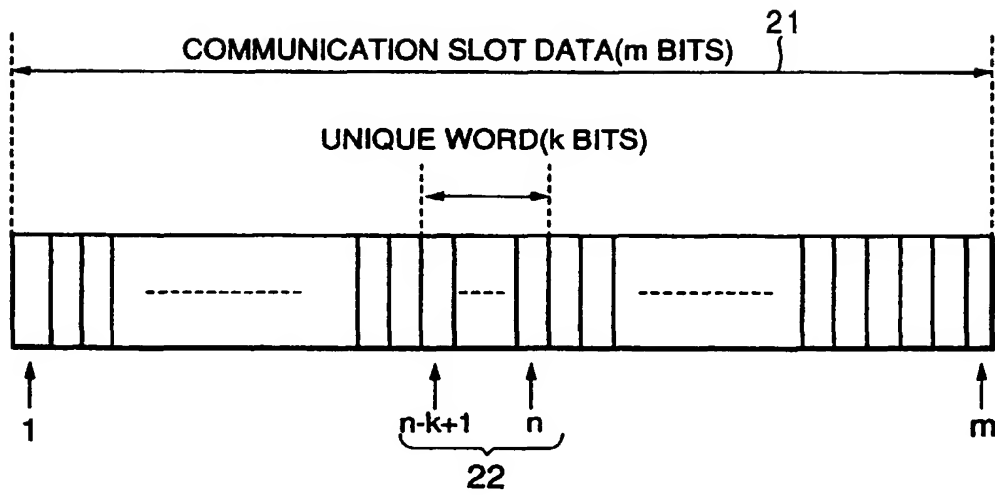 21
COMMUNICATION SLOT DATA(m BITS)
UNIQUE WORD(k BITS)
1 n-k+1 n m
22